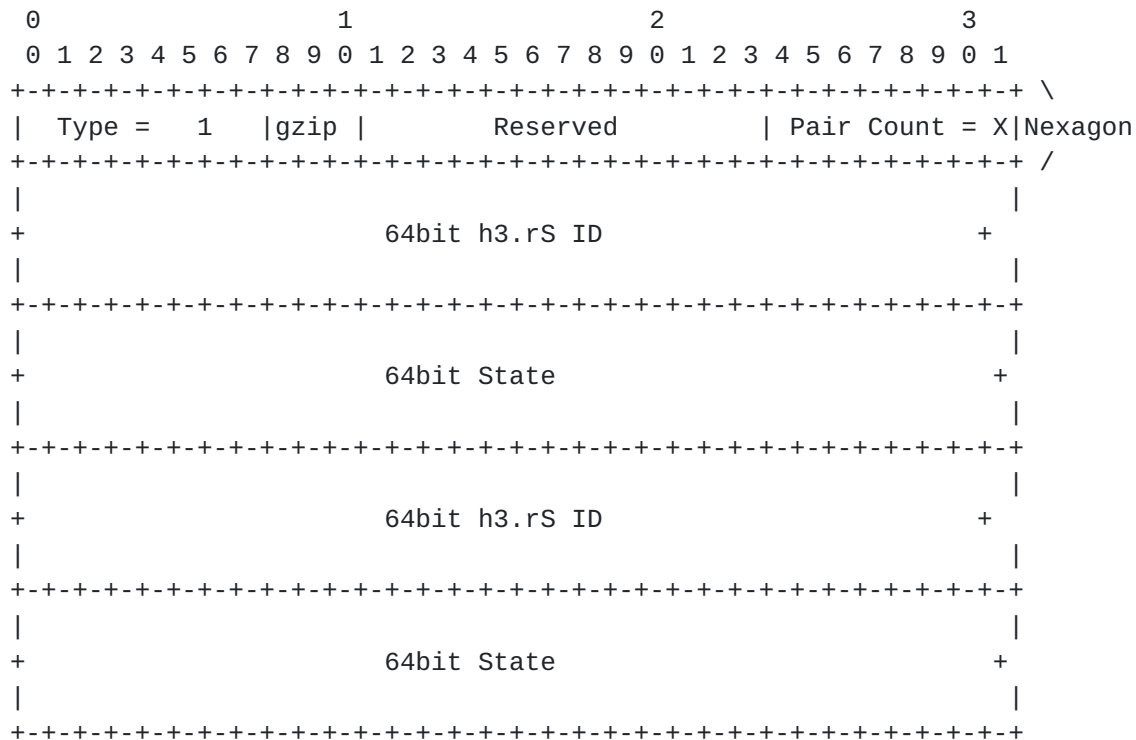 0                   1                   2                   3
 0 1 2 3 4 5 6 7 8 9 0 1 2 3 4 5 6 7 8 9 0 1 2 3 4 5 6 7 8 9 0 1
+-+-+-+-+-+-+-+-+-+-+-+-+-+-+-+-+-+-+-+-+-+-+-+-+-+-+-+-+-+-+-+-+ \
|  Type =   1   |gzip |        Reserved         | Pair Count = X|Nexagon
+-+-+-+-+-+-+-+-+-+-+-+-+-+-+-+-+-+-+-+-+-+-+-+-+-+-+-+-+-+-+-+-+ /
|                                                               |
+                       64bit h3.rS ID                        +
|                                                               |
+-+-+-+-+-+-+-+-+-+-+-+-+-+-+-+-+-+-+-+-+-+-+-+-+-+-+-+-+-+-+-+-+
|                                                               |
+                       64bit State                            +
|                                                               |
+-+-+-+-+-+-+-+-+-+-+-+-+-+-+-+-+-+-+-+-+-+-+-+-+-+-+-+-+-+-+-+-+
|                                                               |
+                       64bit h3.rS ID                        +
|                                                               |
+-+-+-+-+-+-+-+-+-+-+-+-+-+-+-+-+-+-+-+-+-+-+-+-+-+-+-+-+-+-+-+-+
|                                                               |
+                       64bit State                            +
|                                                               |
+-+-+-+-+-+-+-+-+-+-+-+-+-+-+-+-+-+-+-+-+-+-+-+-+-+-+-+-+-+-+-+-+